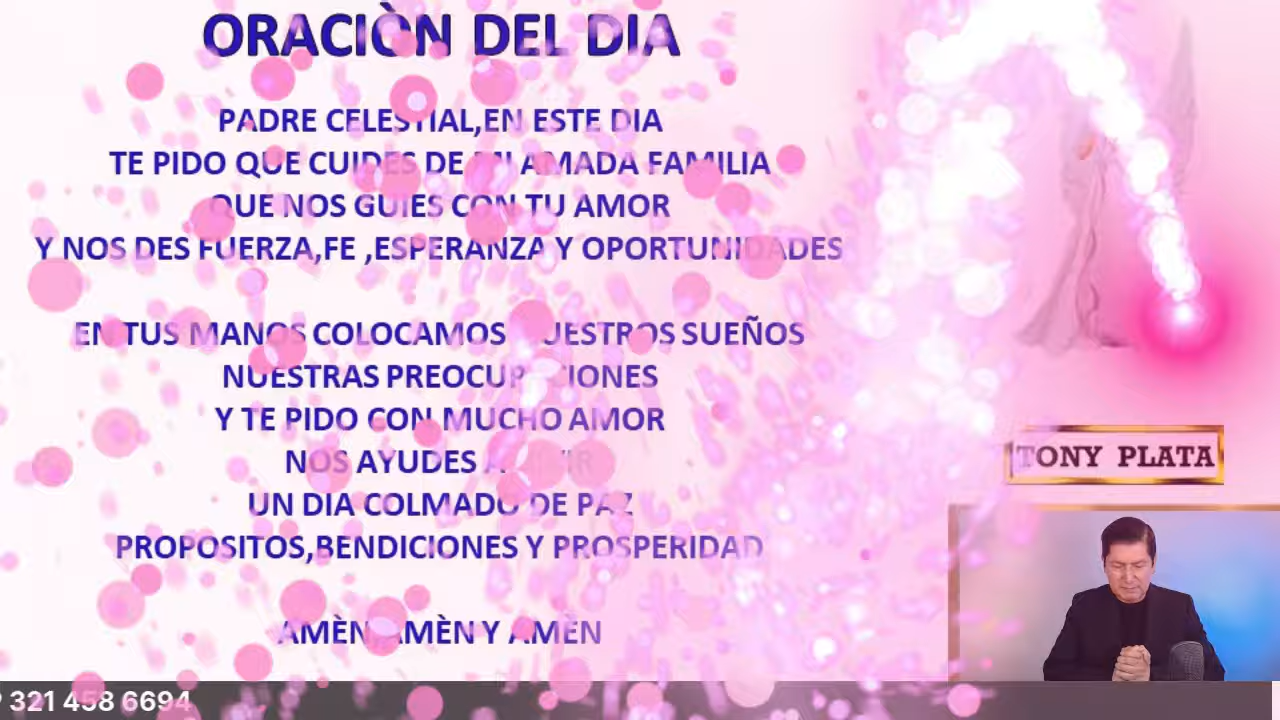 ORACIÒN DEL DIA
PADRE CELESTIAL,EN ESTE DIA
TE PIDO QUE CUIDES DE MI AMADA FAMILIA
QUE NOS GUIES CON TU AMOR
Y NOS DES FUERZA,FE ,ESPERANZA Y OPORTUNIDADES
EN TUS MANOS COLOCAMOS NUESTROS SUEÑOS
NUESTRAS PREOCUPACIONES
Y TE PIDO CON MUCHO AMOR
NOS AYUDES A
UN DIA COLMADO DE PAZ
PROPOSITOS,BENDICIONES Y PROSPERIDAD
AMÈN AMÈN Y AMÈN
TONY PLATA
321 458 6694